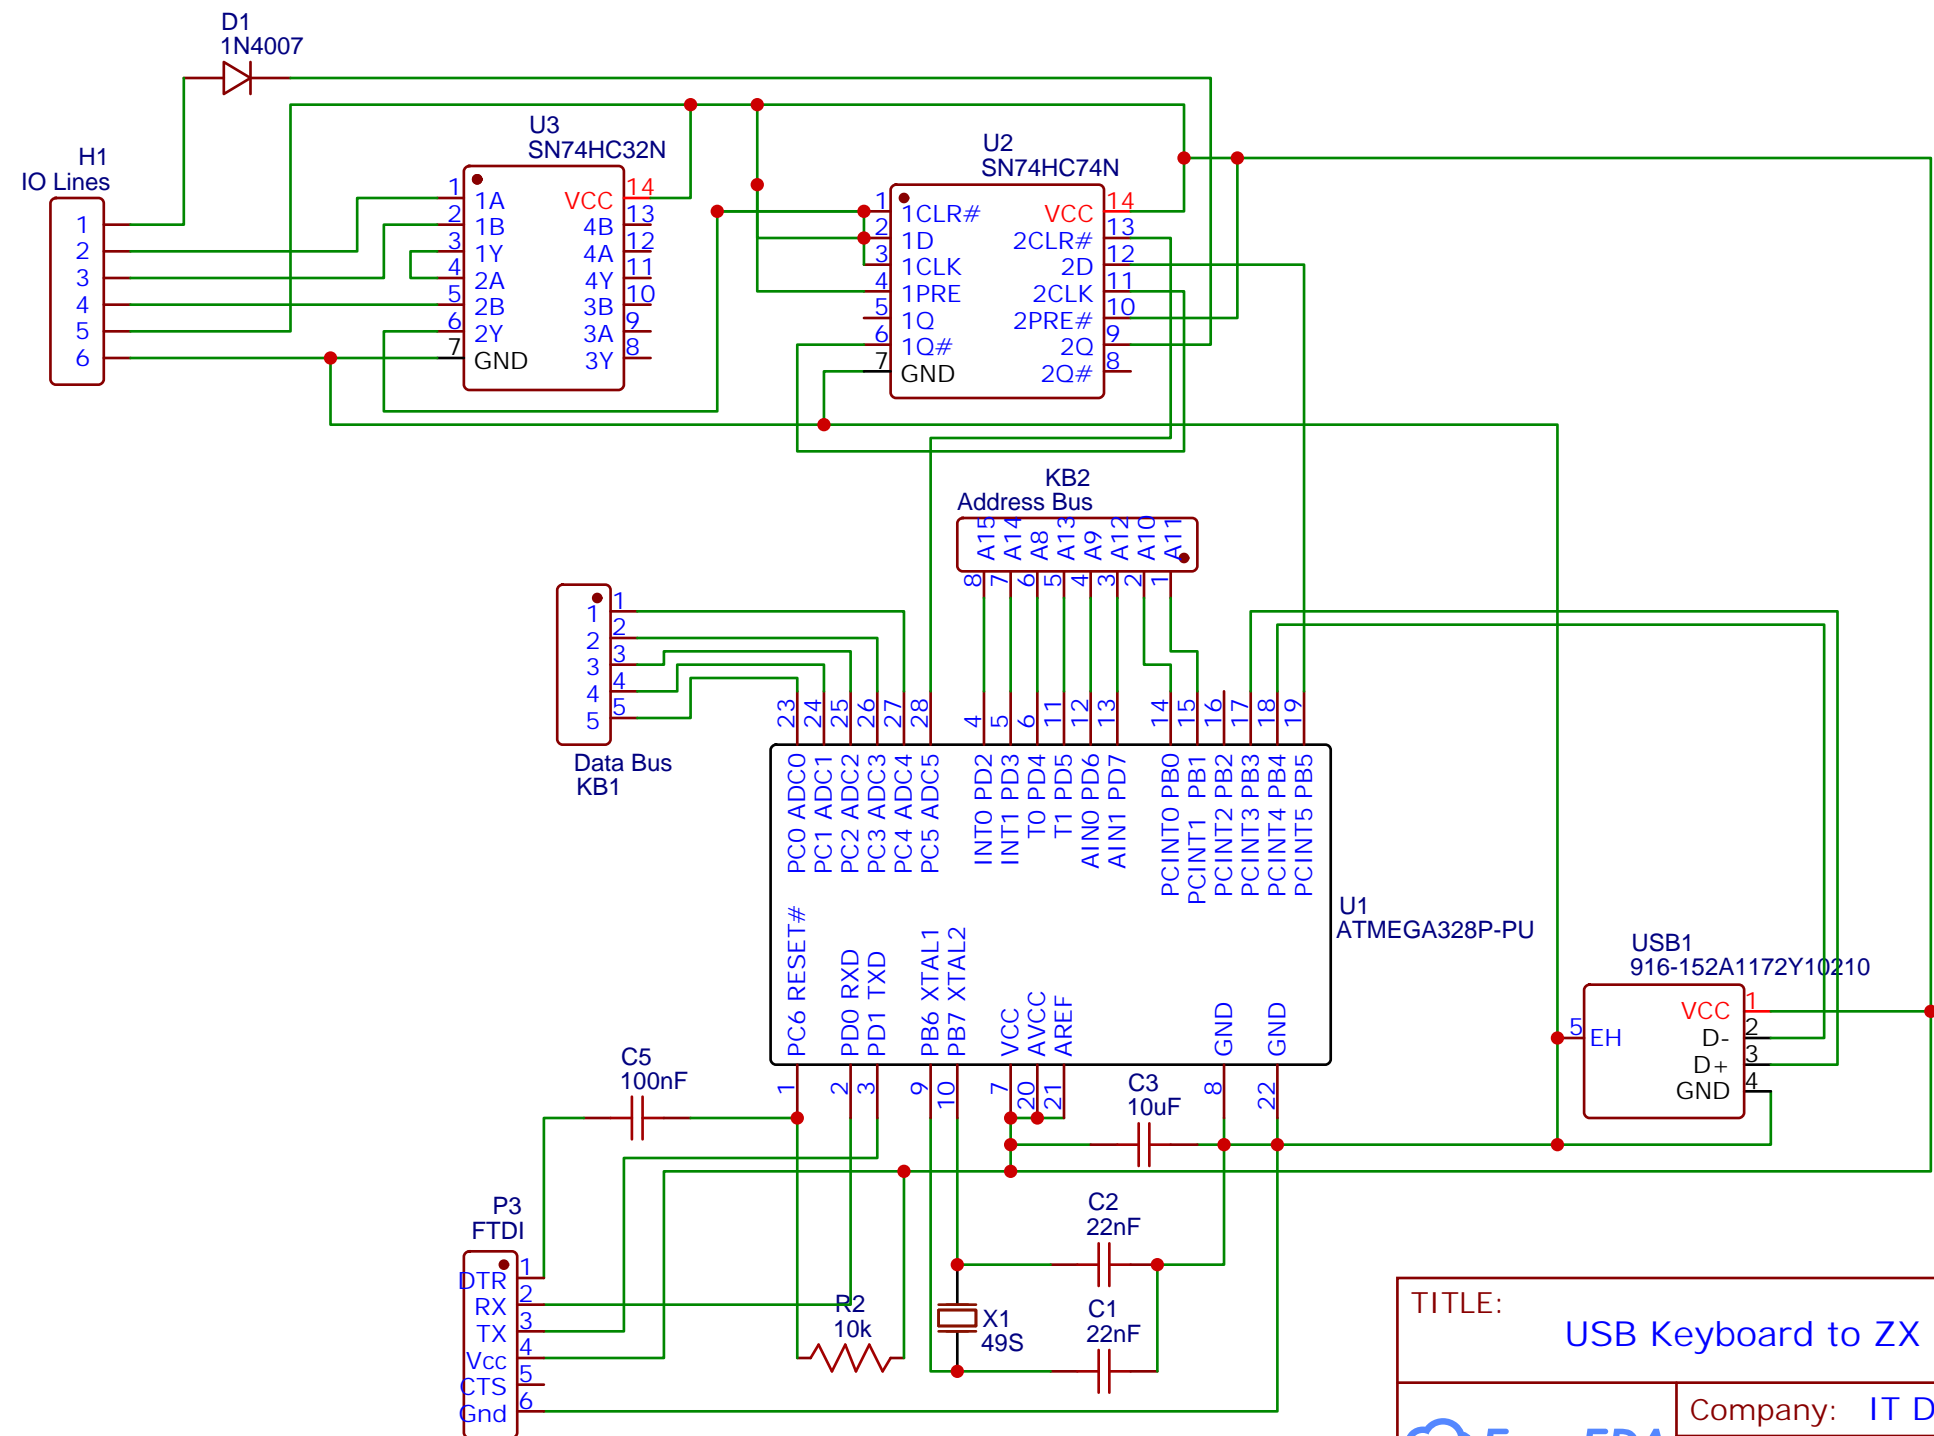 D1
1N4007
H1
IO Lines
1
2
3
4
5
6
U3
SN74HC32N
1 1A
2 1B
3 1Y
4 2A
5 2B
6 2Y
7 GND
VCC 14
4B 13
4A 12
4Y 11
3B 10
3A 9
3Y 8
U2
SN74HC74N
1 1CLR#
2 1D
3 1CLK
4 1PRE
5 1Q
6 1Q#
7 GND
VCC 14
2CLR# 13
2D 12
2CLK 11
2PRE# 10
2Q 9
2Q# 8
KB2
Address Bus
A15 A14 A8 A13 A9 A12 A10 A11
8 7 6 5 4 3 2 1
1 1
2 2
3 3
4 4
5 5
Data Bus
KB1
23 24 25 26 27 28 4 5 6 11 12 13 14 15 16 17 18 19
PC0 ADC0
PC1 ADC1
PC2 ADC2
PC3 ADC3
PC4 ADC4
PC5 ADC5
INT0 PD2
INT1 PD3
T0 PD4
T1 PD5
AIN0 PD6
AIN1 PD7
PCINT0 PB0
PCINT1 PB1
PCINT2 PB2
PCINT3 PB3
PCINT4 PB4
PCINT5 PB5
U1
ATMEGA328P-PU
PC6 RESET#
PD0 RXD
PD1 TXD
PB6 XTAL1
PB7 XTAL2
VCC
AVCC
AREF
GND
GND
1 2 3 9 10 7 20 21 8 22
USB1
916-152A1172Y10210
VCC 1
D- 2
D+ 3
GND 4
5 EH
C5
100nF
C3
10uF
C2
22nF
C1
22nF
X1
49S
R2
10k
P3
FTDI
DTR 1
RX 2
TX 3
Vcc 4
CTS 5
Gnd 6
TITLE:
USB Keyboard to ZX
Company: IT D